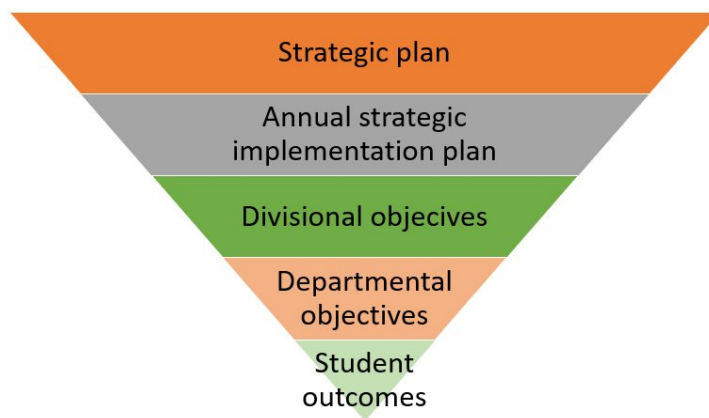 Strategic plan
Annual strategic
implementation plan
Divisional objecives
Departmental
objectives
Student
outcomes